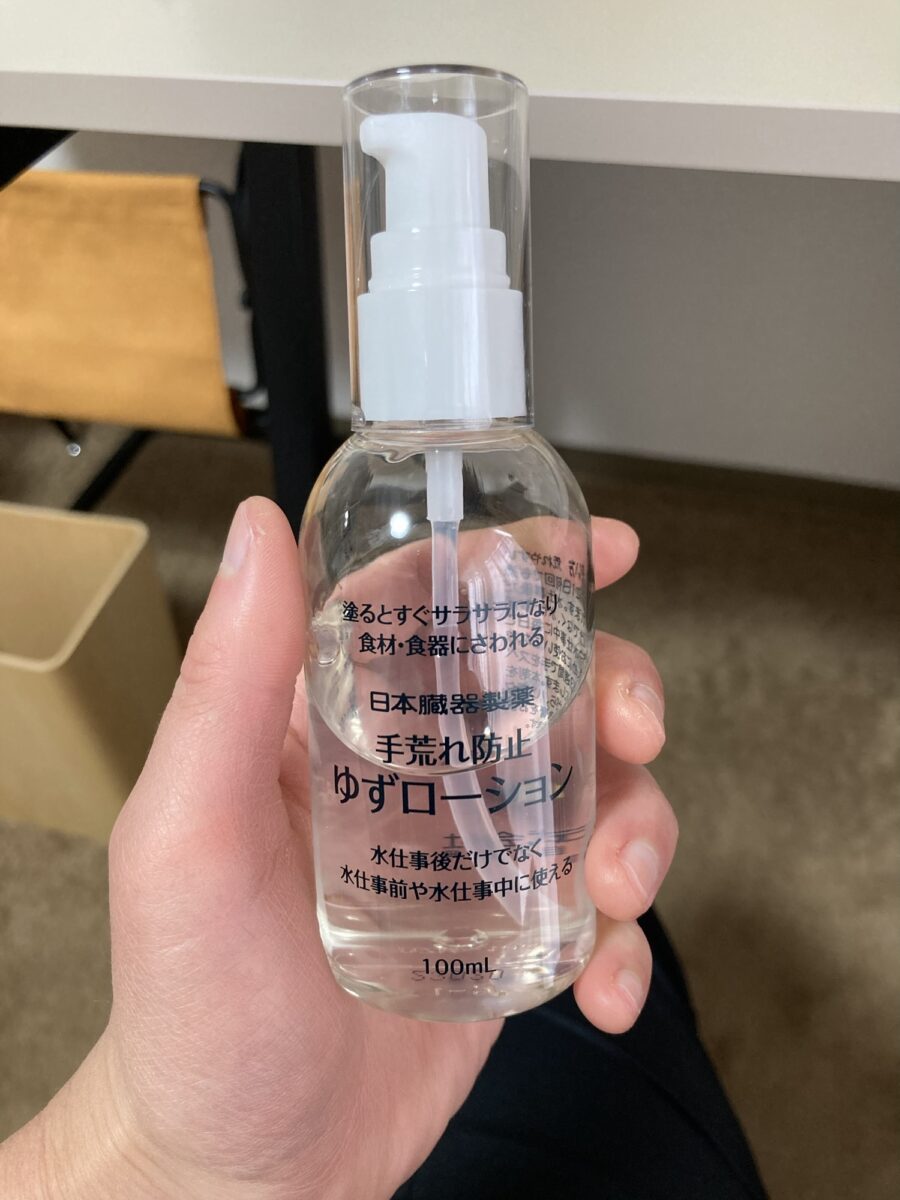 塗るとすぐサラサラになり
食材・食器にさわれる
日本臓器製薬
手荒れ防止
ゆずローション
水仕事後だけでなく
水仕事前や水仕事中に使える
100mL